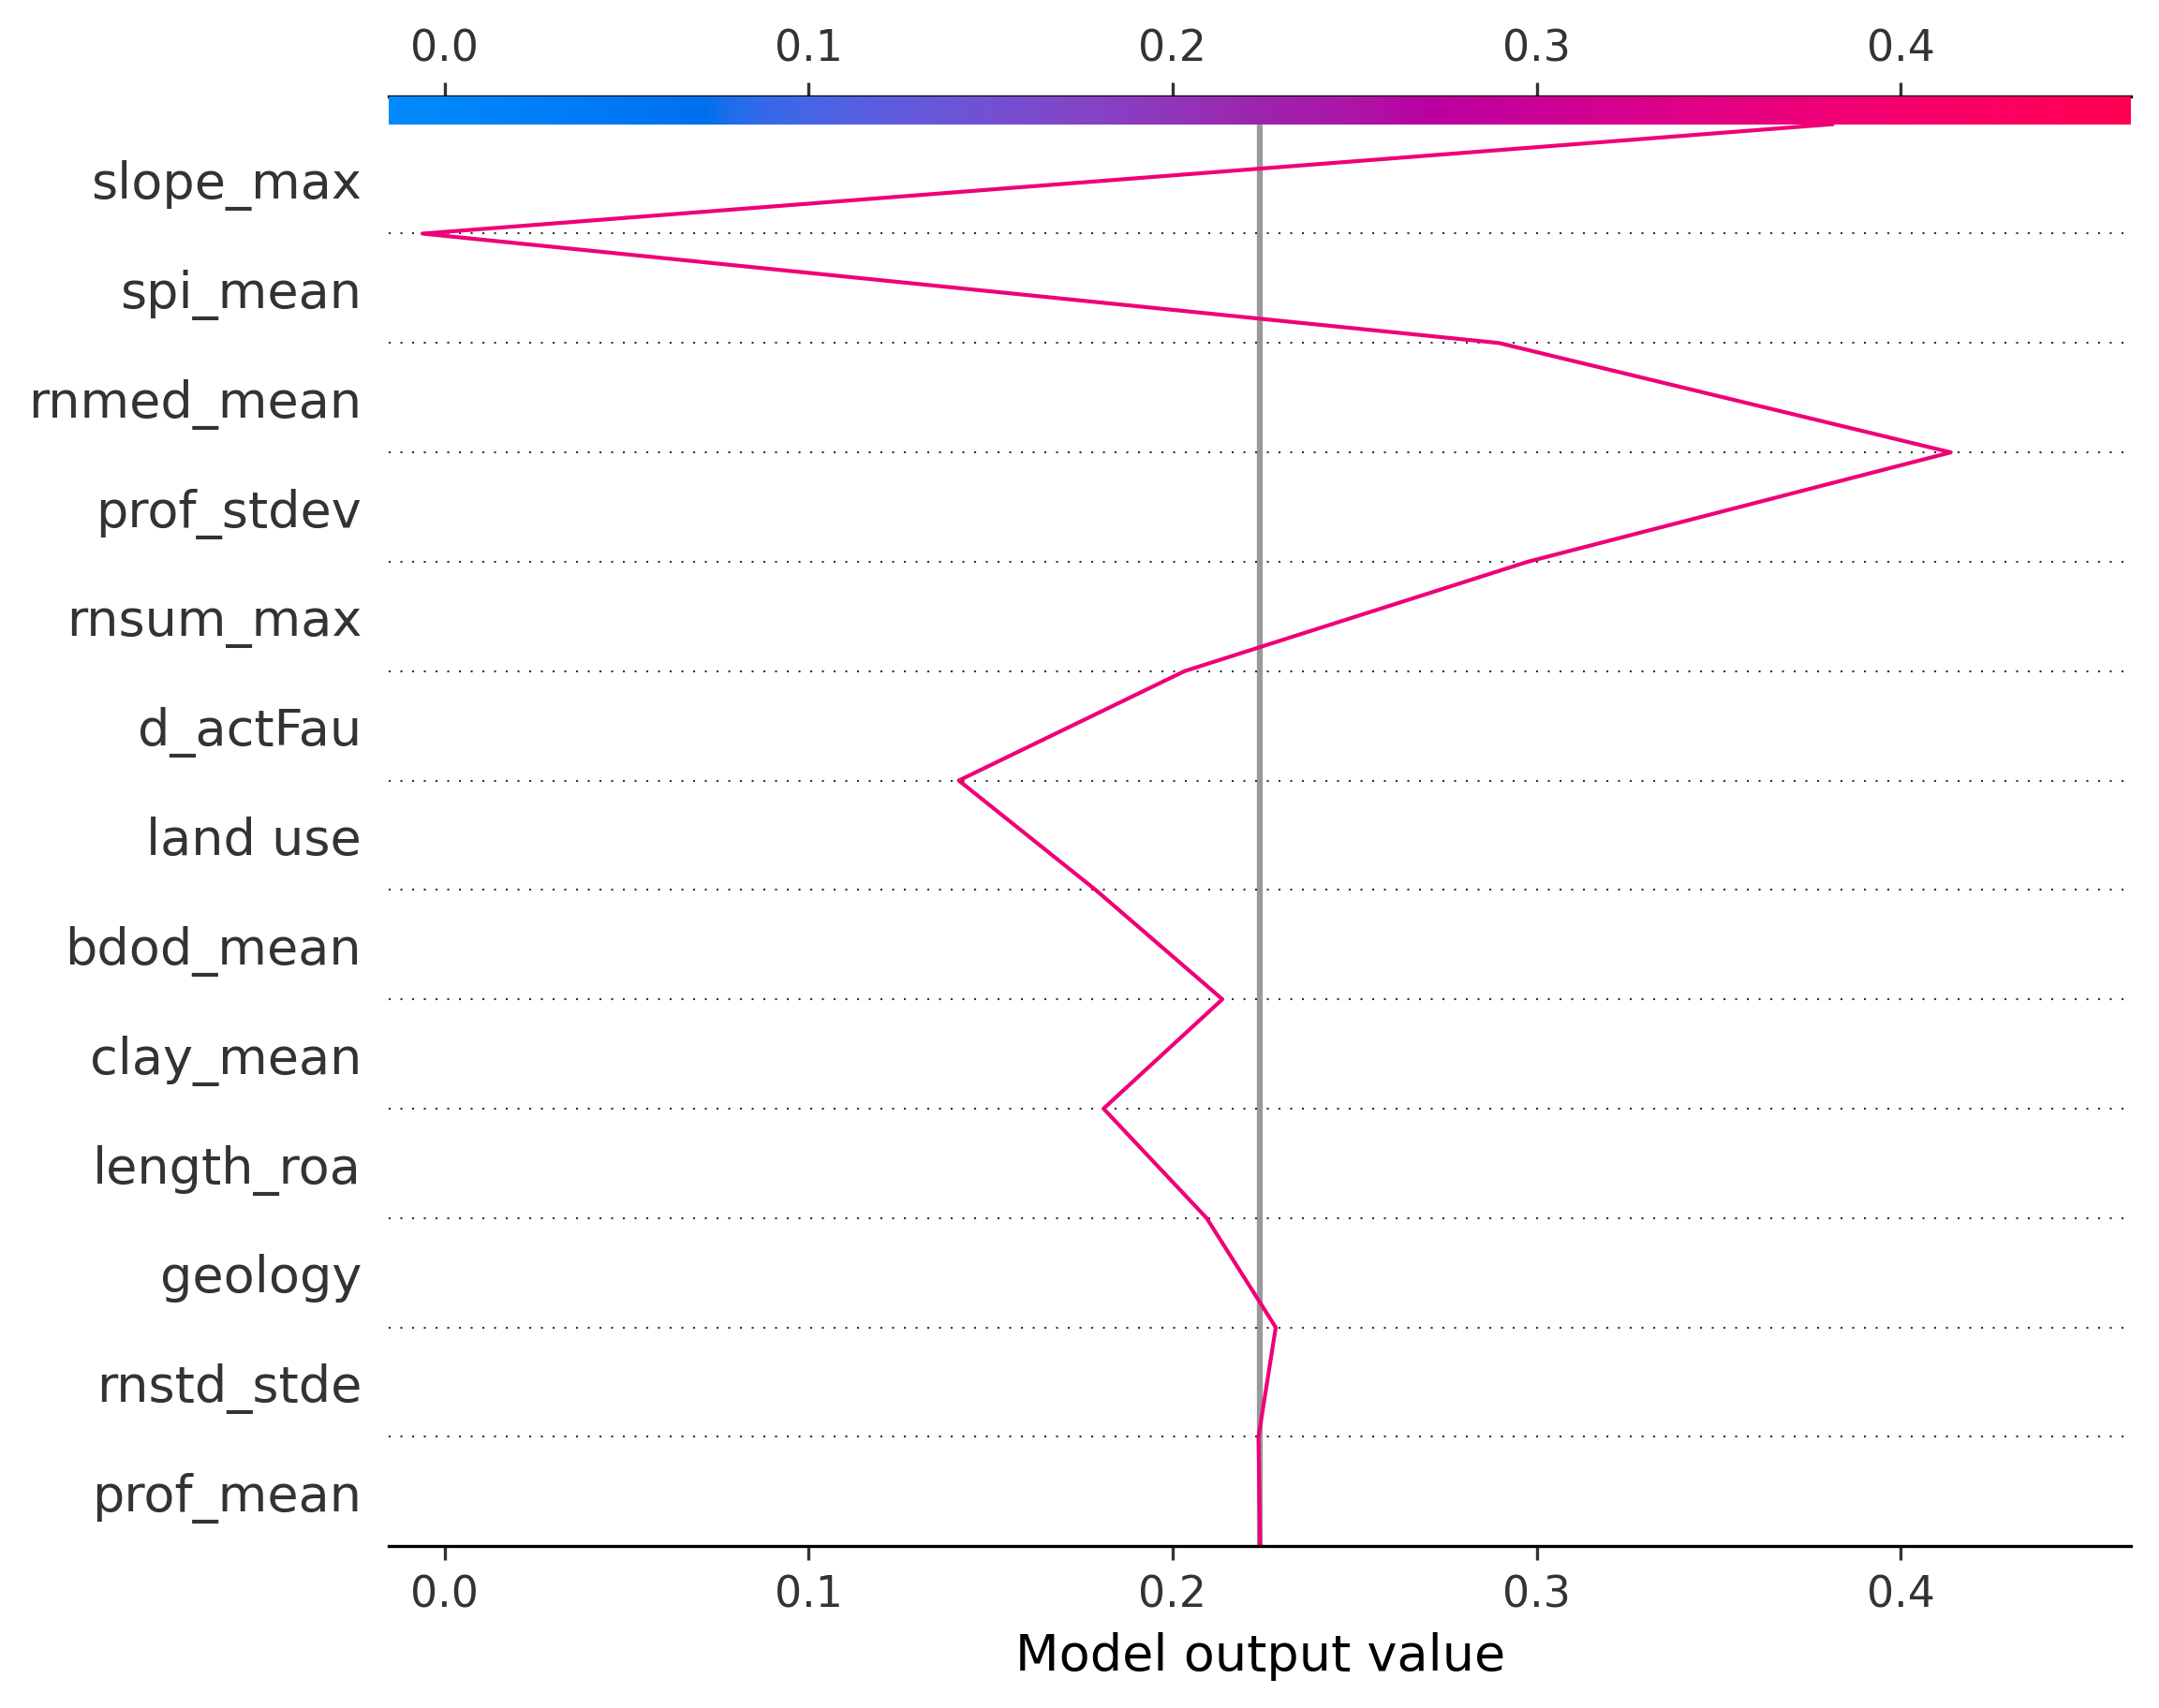 0.0 0.1 0.2 0.3 0.4
slope_max
spi_mean
rnmed_mean
prof_stdev
rnsum_max
d_actFau
land use
bdod_mean
clay_mean
length_roa
geology
rnstd_stde
prof_mean
0.0 0.1 0.2 0.3 0.4
Model output value